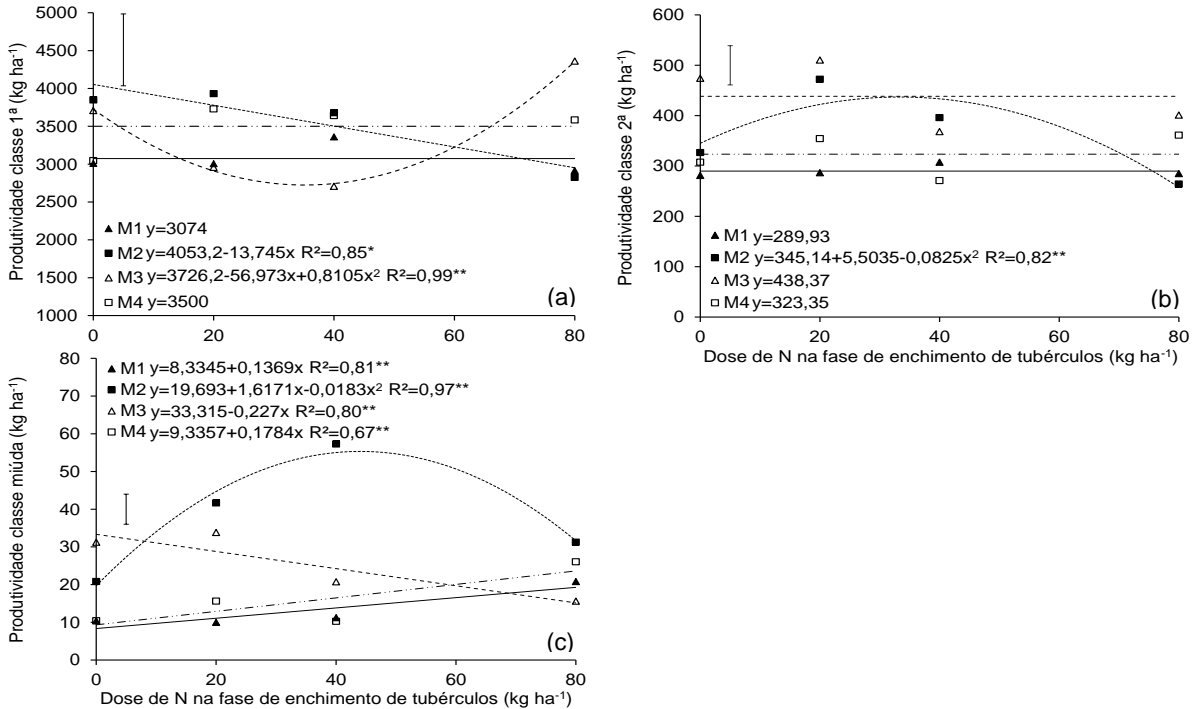 Produtividade classe 1ª (kg ha⁻¹)
5000
4500
4000
3500
3000
2500
2000
1500
1000
M1 y=3074
M2 y=4053,2-13,745x R²=0,85*
M3 y=3726,2-56,973x+0,8105x² R²=0,99**
M4 y=3500
(a)
0 20 40 60 80
Produtividade classe 2ª (kg ha⁻¹)
600
500
400
300
200
100
0
M1 y=289,93
M2 y=345,14+5,5035-0,0825x² R²=0,82**
M3 y=438,37
M4 y=323,35
(b)
0 20 40 60 80
Dose de N na fase de enchimento de tubérculos (kg ha⁻¹)
Produtividade classe miúda (kg ha⁻¹)
80
70
60
50
40
30
20
10
0
M1 y=8,3345+0,1369x R²=0,81**
M2 y=19,693+1,6171x-0,0183x² R²=0,97**
M3 y=33,315-0,227x R²=0,80**
M4 y=9,3357+0,1784x R²=0,67**
(c)
0 20 40 60 80
Dose de N na fase de enchimento de tubérculos (kg ha⁻¹)